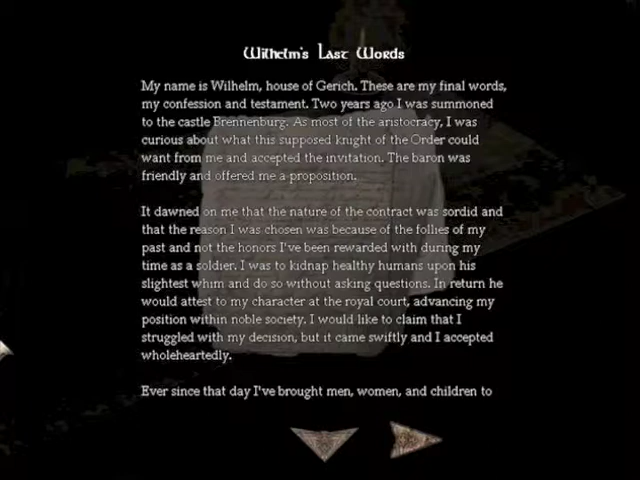 Wilhelm's Last Words
My name is Wilhelm, house of Gerich. These are my final words,
my confession and testament. Two years ago I was summoned
to the castle Brennenburg. As most of the aristocracy, I was
curious about what this supposed knight of the Order could
want from me and accepted the invitation. The baron was
friendly and offered me a proposition.
It dawned on me that the nature of the contract was sordid and
that the reason I was chosen was because of the follies of my
past and not the honors I've been rewarded with during my
time as a soldier. I was to kidnap healthy humans upon his
slightest whim and do so without asking questions. In return he
would attest to my character at the royal court, advancing my
position within noble society. I would like to claim that I
struggled with my decision, but it came swiftly and I accepted
wholeheartedly.
Ever since that day I've brought men, women, and children to